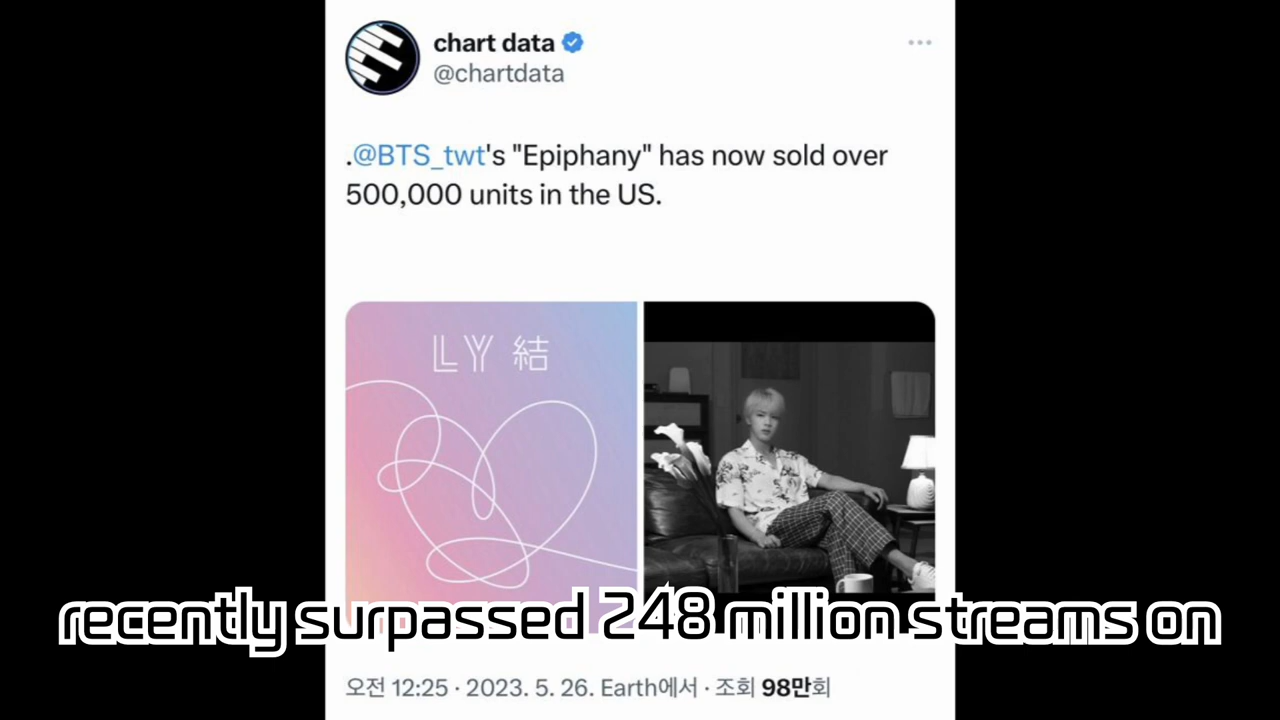 chart data
@chartdata
.@BTS_twt's "Epiphany" has now sold over
500,000 units in the US.
LY 結
recently surpassed 248 million streams on
오전 12:25 · 2023. 5. 26. Earth에서 · 조회 98만회